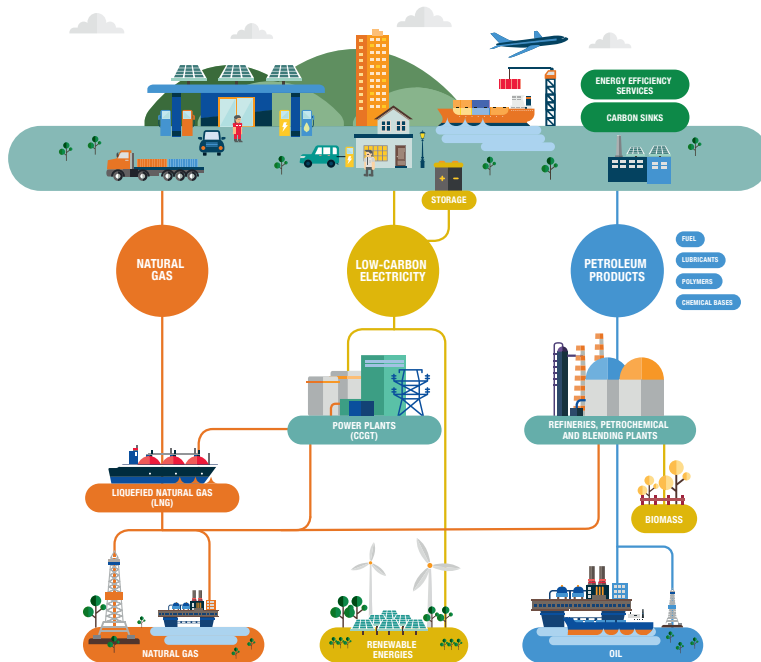 ENERGY EFFICIENCY
SERVICES
CARBON SINKS
STORAGE
NATURAL
GAS
LOW-CARBON
ELECTRICITY
PETROLEUM
PRODUCTS
FUEL
LUBRICANTS
POLYMERS
CHEMICAL BASES
POWER PLANTS
(CCGT)
REFINERIES, PETROCHEMICAL
AND BLENDING PLANTS
LIQUEFIED NATURAL GAS
(LNG)
BIOMASS
NATURAL GAS
RENEWABLE
ENERGIES
OIL